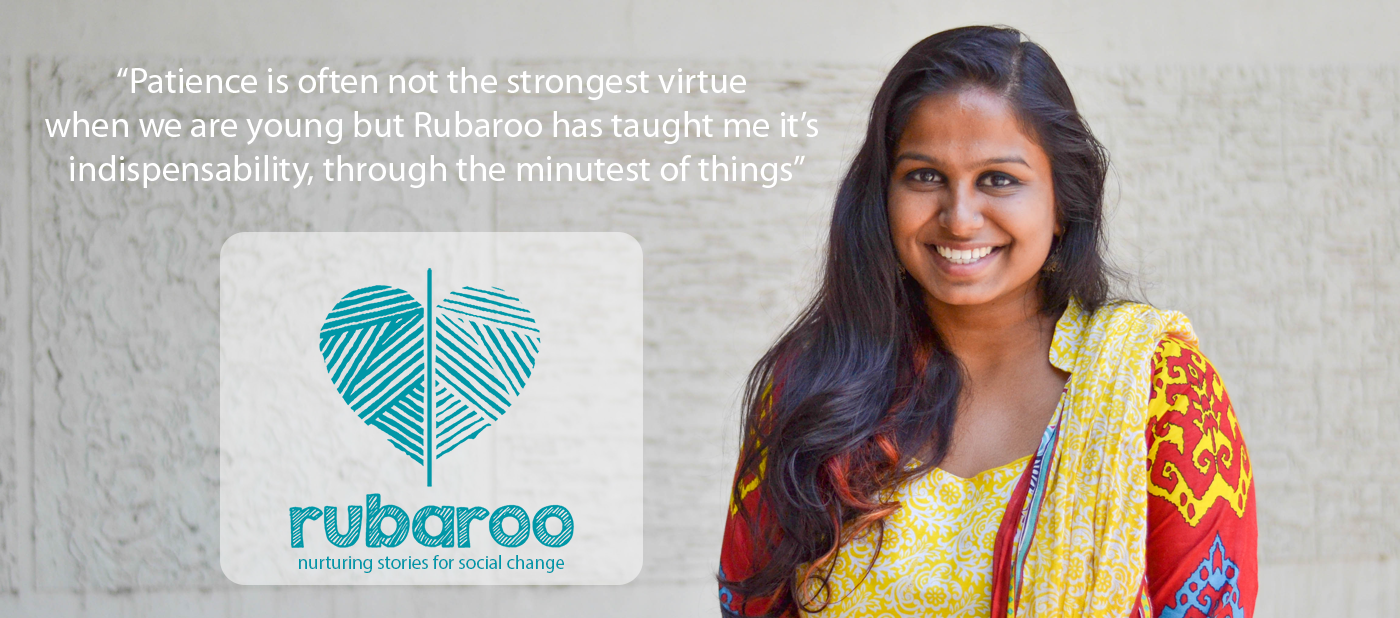 “Patience is often not the strongest virtue
when we are young but Rubaroo has taught me it’s
indispensability, through the minutest of things”
rubaroo
nurturing stories for social change